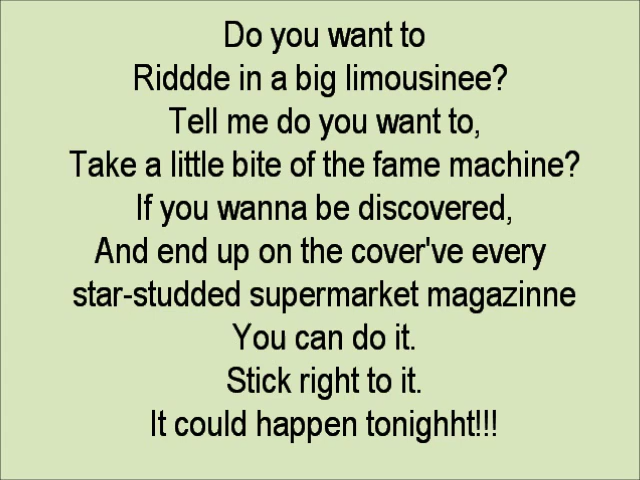 Do you want to
Riddde in a big limousinee?
Tell me do you want to,
Take a little bite of the fame machine?
If you wanna be discovered,
And end up on the cover've every
star-studded supermarket magazinne
You can do it.
Stick right to it.
It could happen tonighht!!!